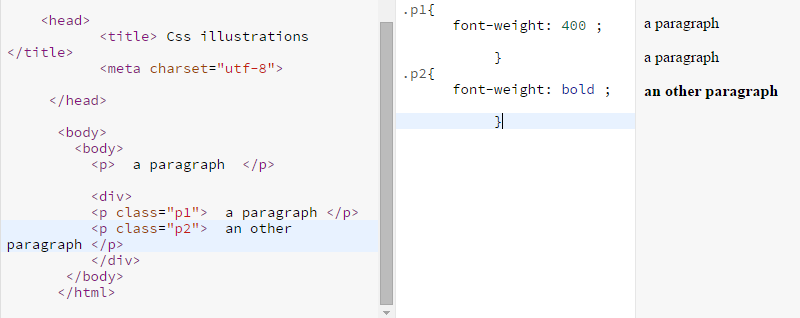 <head>
<title> Css illustrations
</title>
<meta charset="utf-8">
</head>
<body>
<body>
<p>  a paragraph  </p>
<div>
<p class="p1">  a paragraph </p>
<p class="p2">  an other
paragraph </p>
</div>
</body>
</html>
.p1{
font-weight: 400 ;
}
.p2{
font-weight: bold ;
}
a paragraph
a paragraph
an other paragraph